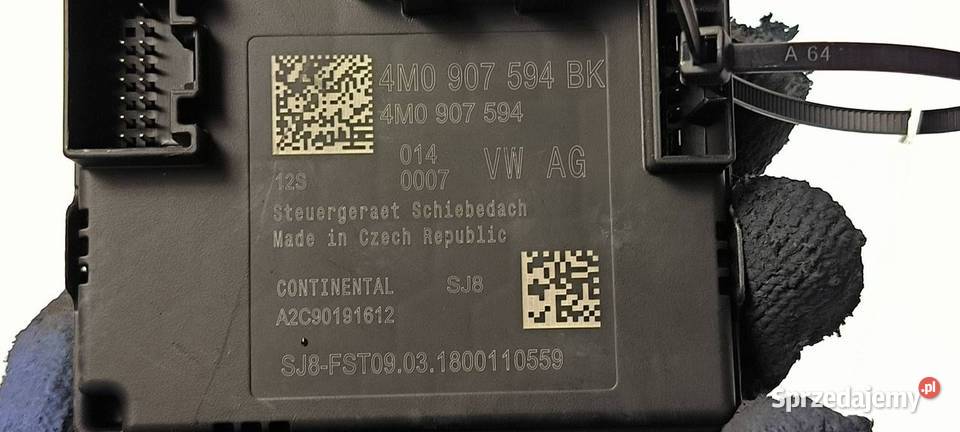 A 64
4M0 907 594 BK
4M0 907 594
014
12S 0007 VW AG
Steuergeraet Schiebedach
Made in Czech Republic
CONTINENTAL SJ8
A2C90191612
SJ8-FST09.03.1800110559
Sprzedajemy.pl